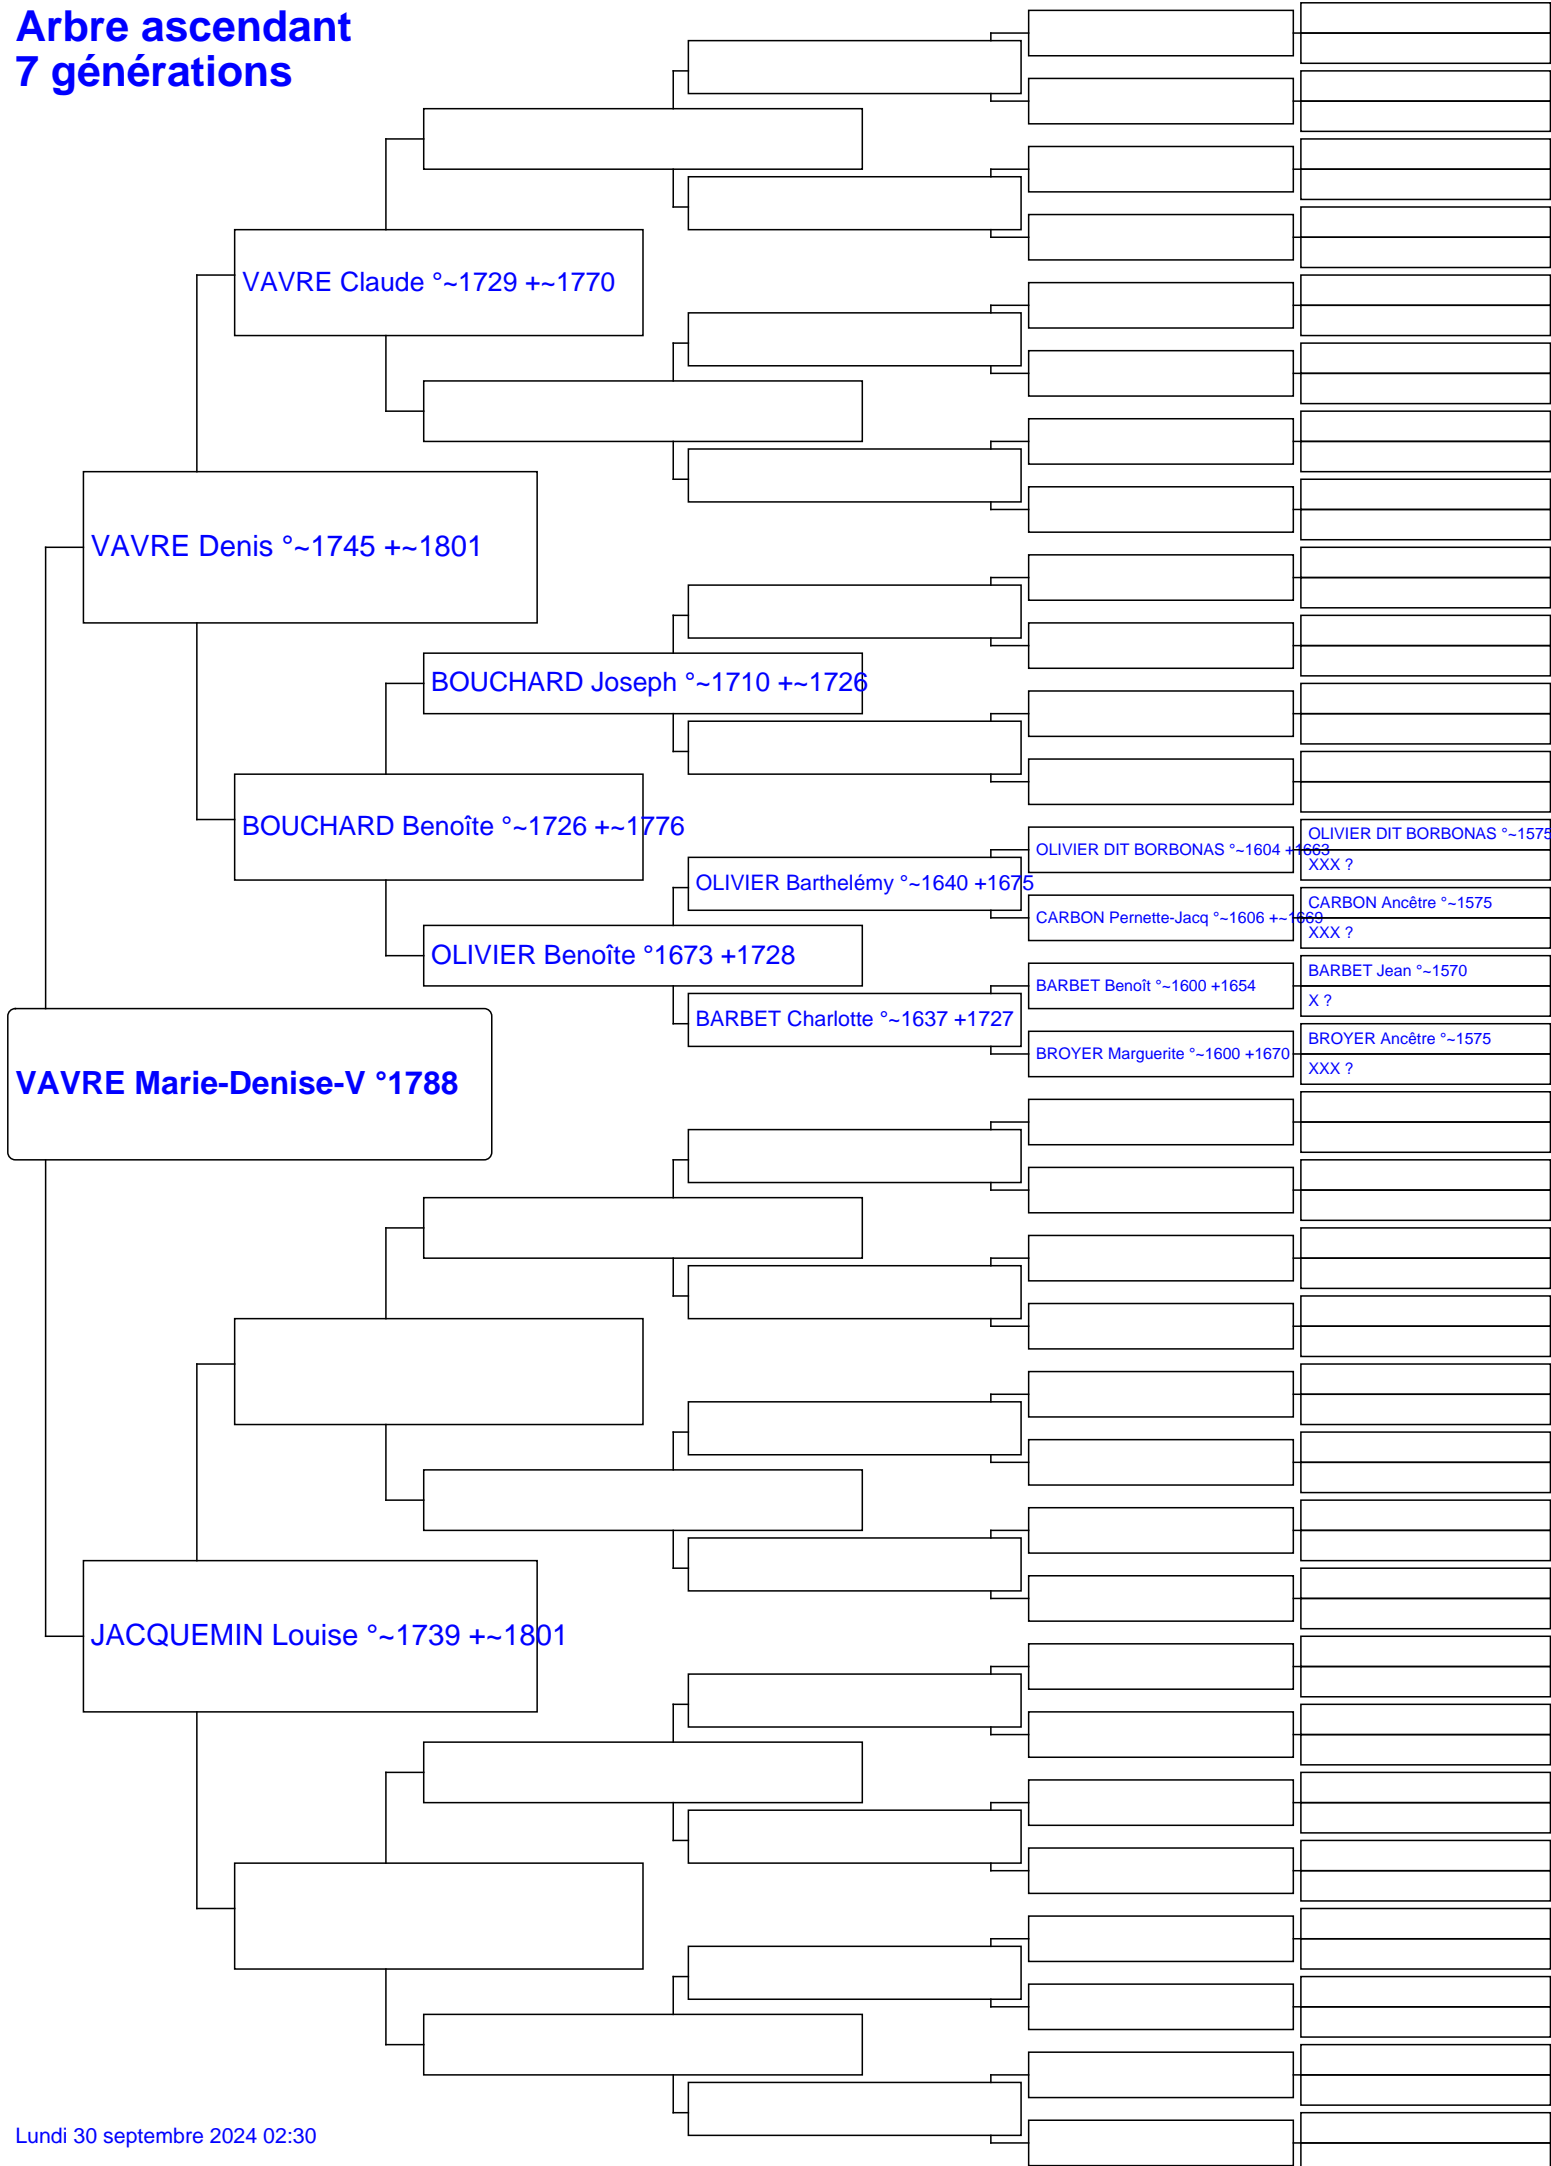 Arbre ascendant
7 générations
VAVRE Claude °~1729 +~1770
VAVRE Denis °~1745 +~1801
BOUCHARD Joseph °~1710 +~1726
BOUCHARD Benoîte °~1726 +~1776
OLIVIER DIT BORBONAS °~1575
OLIVIER DIT BORBONAS °~1604 +1663
XXX ?
OLIVIER Barthelémy °~1640 +1675
CARBON Ancêtre °~1575
CARBON Pernette-Jacq °~1606 +~1669
XXX ?
OLIVIER Benoîte °1673 +1728
BARBET Jean °~1570
BARBET Benoît °~1600 +1654
X ?
BARBET Charlotte °~1637 +1727
BROYER Ancêtre °~1575
BROYER Marguerite °~1600 +1670
XXX ?
VAVRE Marie-Denise-V °1788
JACQUEMIN Louise °~1739 +~1801
Lundi 30 septembre 2024 02:30